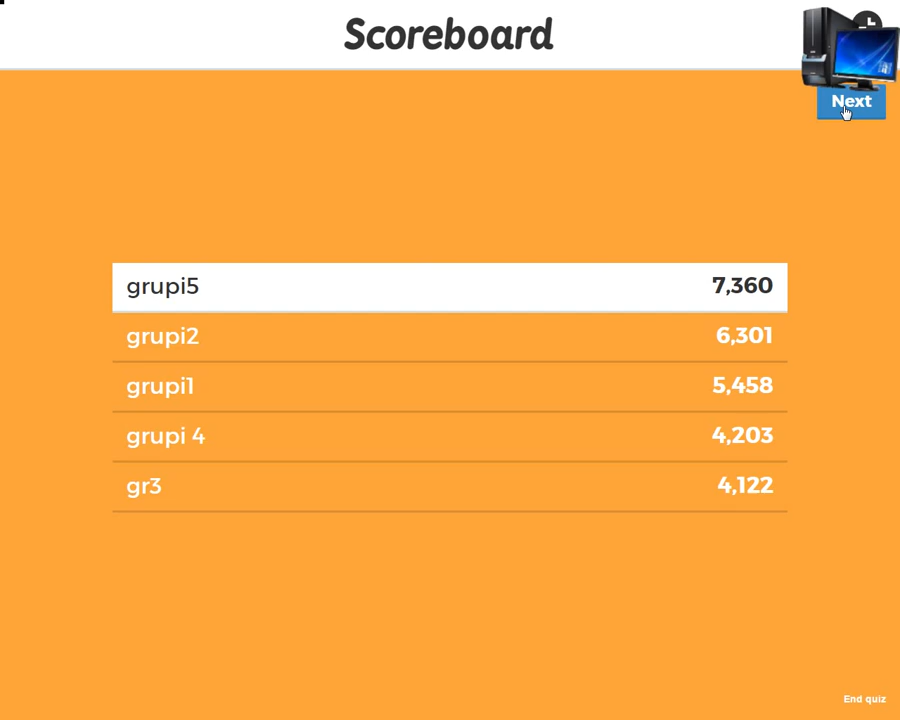 Scoreboard
Next
grupi5 7,360
grupi2 6,301
grupi1 5,458
grupi 4 4,203
gr3 4,122
End quiz